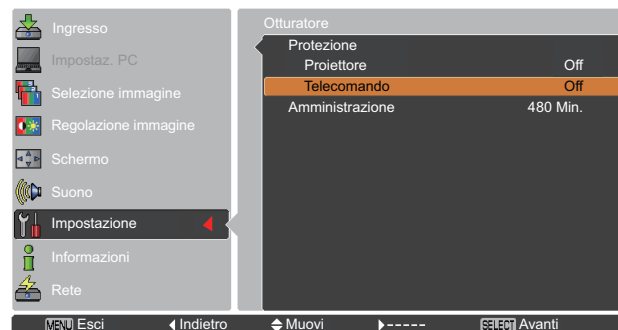 Ingresso
Impostaz. PC
Selezione immagine
Regolazione immagine
Schermo
Suono
Impostazione
Informazioni
Rete
Otturatore
Protezione
Proiettore Off
Telecomando Off
Amministrazione 480 Min.
MENU Esci Indietro Muovi ----- SELECT Avanti